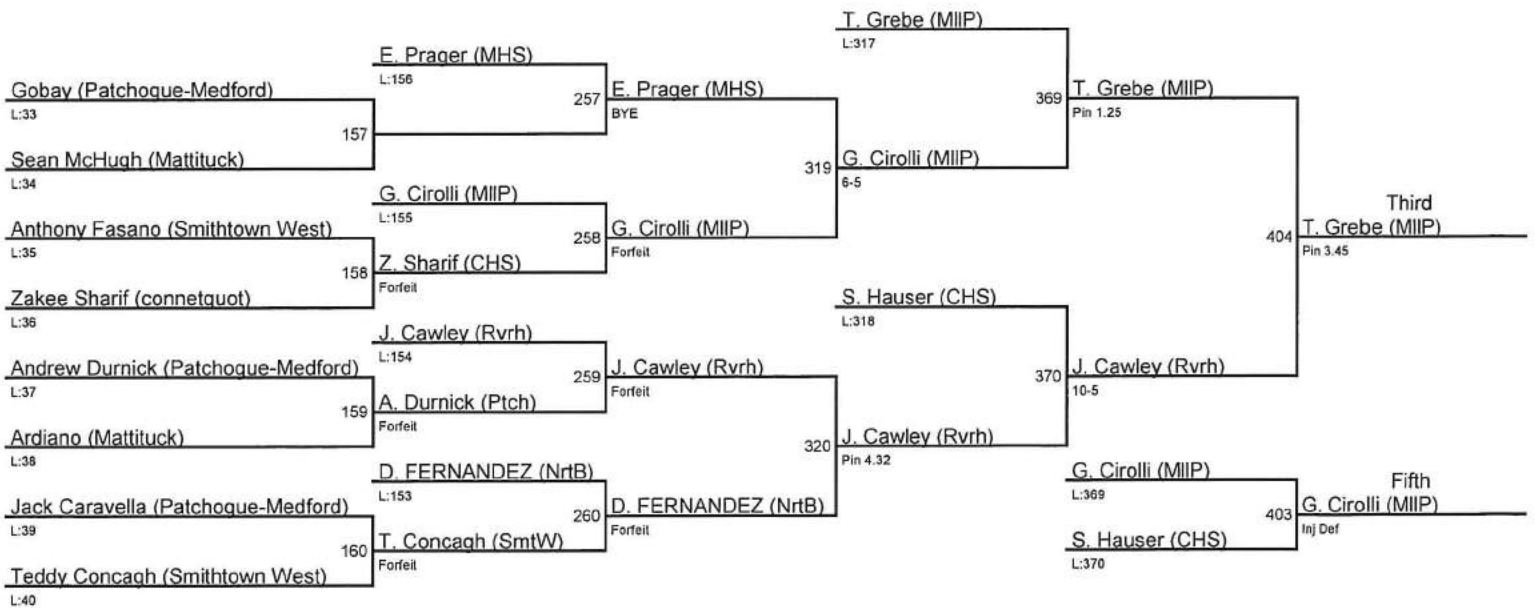 T. Grebe (MIIP)
L:317
E. Prager (MHS)
L:156
Gobay (Patchogue-Medford)
L:33
257
E. Prager (MHS)
BYE
369
T. Grebe (MIIP)
Pin 1.25
157
Sean McHugh (Mattituck)
L:34
319
G. Cirolli (MIIP)
6-5
G. Cirolli (MIIP)
L:155
Anthony Fasano (Smithtown West)
L:35
258
G. Cirolli (MIIP)
Forfeit
Third
404
T. Grebe (MIIP)
Pin 3.45
158
Z. Sharif (CHS)
Forfeit
Zakee Sharif (connetquot)
L:36
S. Hauser (CHS)
L:318
J. Cawley (Rvrh)
L:154
Andrew Durnick (Patchogue-Medford)
L:37
259
J. Cawley (Rvrh)
Forfeit
370
J. Cawley (Rvrh)
10-5
159
A. Durnick (Ptch)
Forfeit
Ardiano (Mattituck)
L:38
320
J. Cawley (Rvrh)
Pin 4.32
D. FERNANDEZ (NrtB)
L:153
G. Cirolli (MIIP)
L:369
Fifth
Jack Caravella (Patchogue-Medford)
L:39
260
D. FERNANDEZ (NrtB)
Forfeit
403
G. Cirolli (MIIP)
Inj Def
160
T. Concagh (SmtW)
Forfeit
S. Hauser (CHS)
L:370
Teddy Concagh (Smithtown West)
L:40